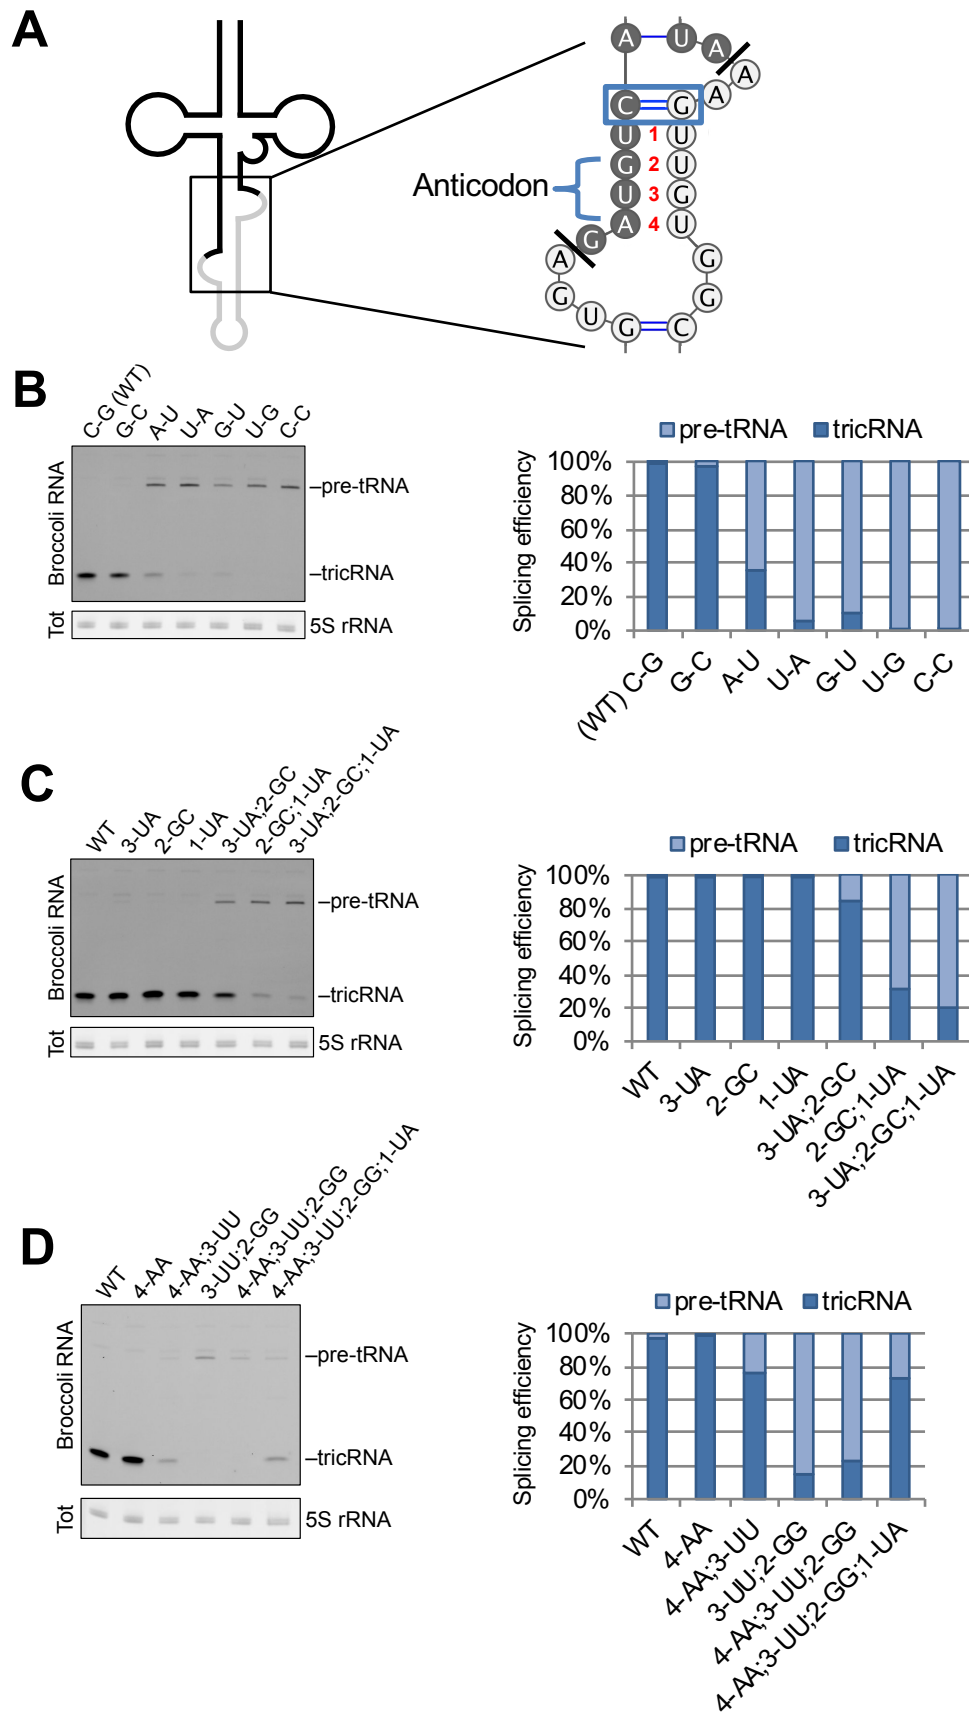 A
A U A A
C G A
U 1 U
G 2 U
Anticodon
U 3 G
A 4 U
G
A G
G G
U G C
B
C-G (WT)
G-C
A-U
U-A
G-U
U-G
C-C
Broccoli RNA
–pre-tRNA
–tricRNA
Tot
5S rRNA
pre-tRNA tricRNA
Splicing efficiency
100%
80%
60%
40%
20%
0%
(WT) C-G
G-C
A-U
U-A
G-U
U-G
C-C
C
WT
3-UA
2-GC
1-UA
3-UA;2-GC
2-GC;1-UA
3-UA;2-GC;1-UA
Broccoli RNA
–pre-tRNA
–tricRNA
Tot
5S rRNA
pre-tRNA tricRNA
Splicing efficiency
100%
80%
60%
40%
20%
0%
WT
3-UA
2-GC
1-UA
3-UA;2-GC
2-GC;1-UA
3-UA;2-GC;1-UA
D
WT
4-AA
4-AA;3-UU
3-UU;2-GG
4-AA;3-UU;2-GG
4-AA;3-UU;2-GG;1-UA
Broccoli RNA
–pre-tRNA
–tricRNA
Tot
5S rRNA
pre-tRNA tricRNA
Splicing efficiency
100%
80%
60%
40%
20%
0%
WT
4-AA
4-AA;3-UU
3-UU;2-GG
4-AA;3-UU;2-GG
4-AA;3-UU;2-GG;1-UA